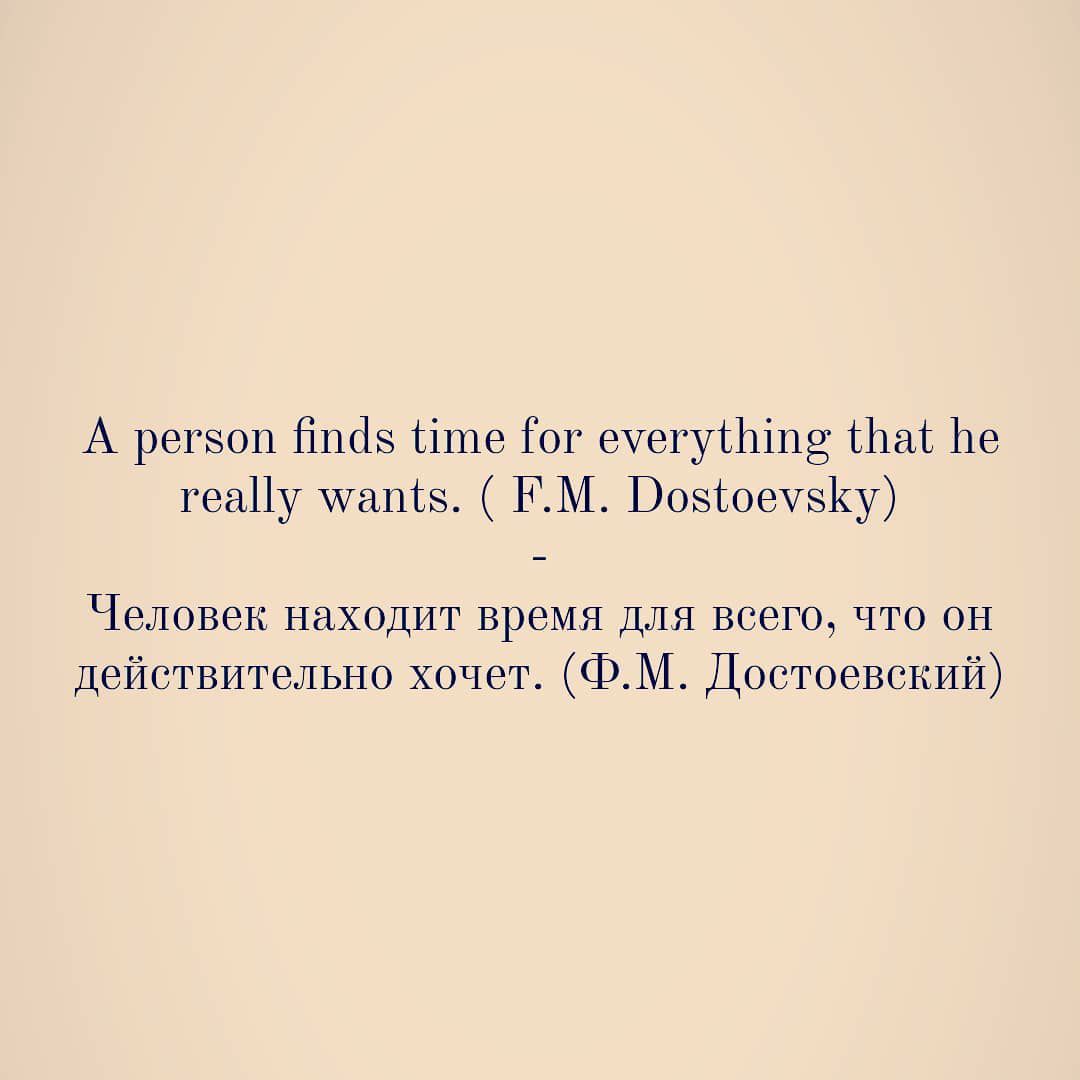 A person finds time for everything that he
really wants. ( F.M. Dostoevsky)
-
Человек находит время для всего, что он
действительно хочет. (Ф.М. Достоевский)